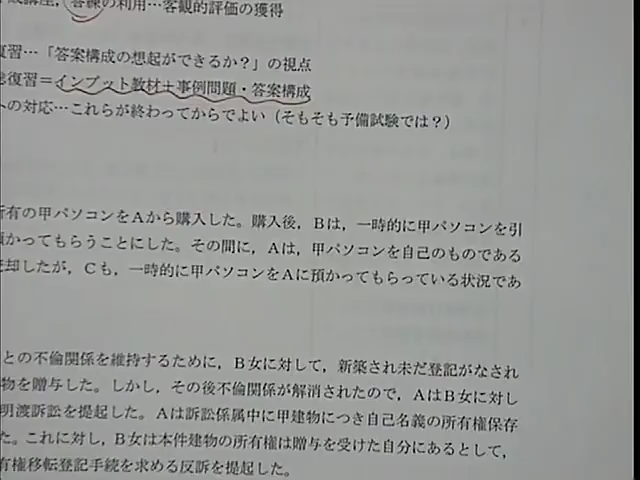 成講座，答練の利用…客観的評価の獲得
復習…「答案構成の想起ができるか？」の視点
復習＝インプット教材＋事例問題・答案構成
への対応…これらが終わってからでよい（そもそも予備試験では？）
所有の甲パソコンをAから購入した。購入後，Bは，一時的に甲パソコンを引
預かってもらうことにした。その間に，Aは，甲パソコンを自己のものである
却したが，Cも，一時的に甲パソコンをAに預かってもらっている状況であ
との不倫関係を維持するために，B女に対して，新築され未だ登記がなされ
物を贈与した。しかし，その後不倫関係が解消されたので，AはB女に対し
明渡訴訟を提起した。Aは訴訟係属中に甲建物につき自己名義の所有権保存
た。これに対し，B女は本件建物の所有権は贈与を受けた自分にあるとして，
有権移転登記手続を求める反訴を提起した。